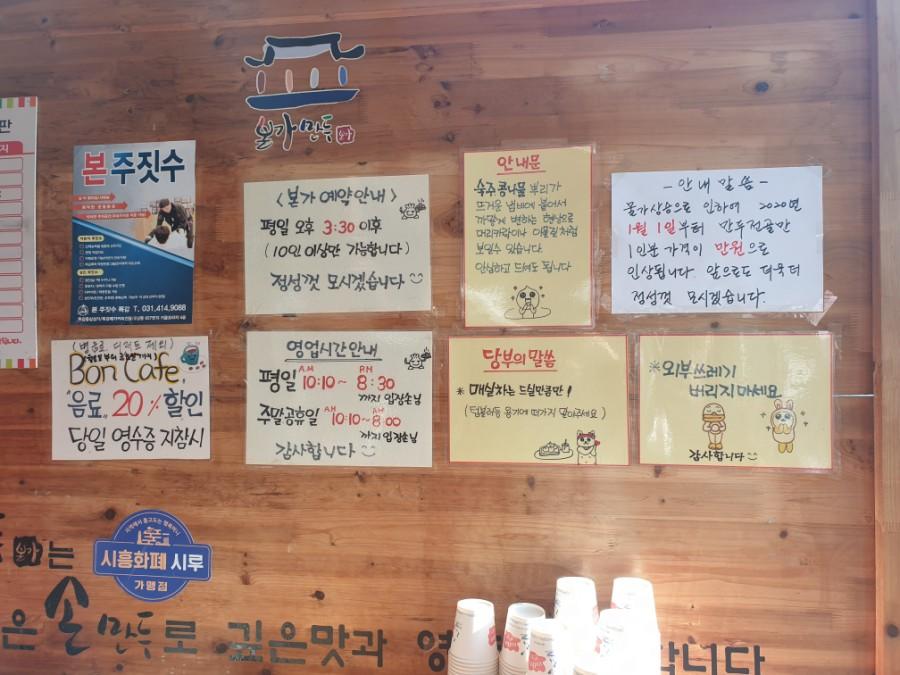 판
지
본가만두
본 주짓수
본 주짓수 특강 T. 031.414.9088
<본가 예약안내>
평일 오후 3:30 이후
(10인 이상만 가능합니다)
정성껏 모시겠습니다
안내문
숙주콩나물 뿌리가
뜨거운 냄비에 들어서
까맣게 변하는 현상으로
머리카락이나 이물질처럼
보일수 있습니다.
안심하고 드셔도 됩니다
-안내 말씀-
물가상승으로 인하여 2020년
1월 1일부터 만두전골만
1인분 가격이 만원으로
인상됩니다. 앞으로도 더욱더
정성껏 모시겠습니다.
(병음료 디저트 제외)
Bon Cafe,
"음료" 20% 할인
당일 영수증 지참시
영업시간안내
평일 AM 10:10~ PM 8:30
까지 입장손님
주말공휴일 AM 10:10~ PM 8:00
까지 입장손님
감사합니다
당부의 말씀
* 매실차는 드실만큼만!
(텀블러등 용기에 떠가지 말아주세요)
*외부쓰레기
버리지 마세요.
감사합니다
본가는
시흥화폐 시루
가맹점
은 손만두로 깊은맛과 영
합니다